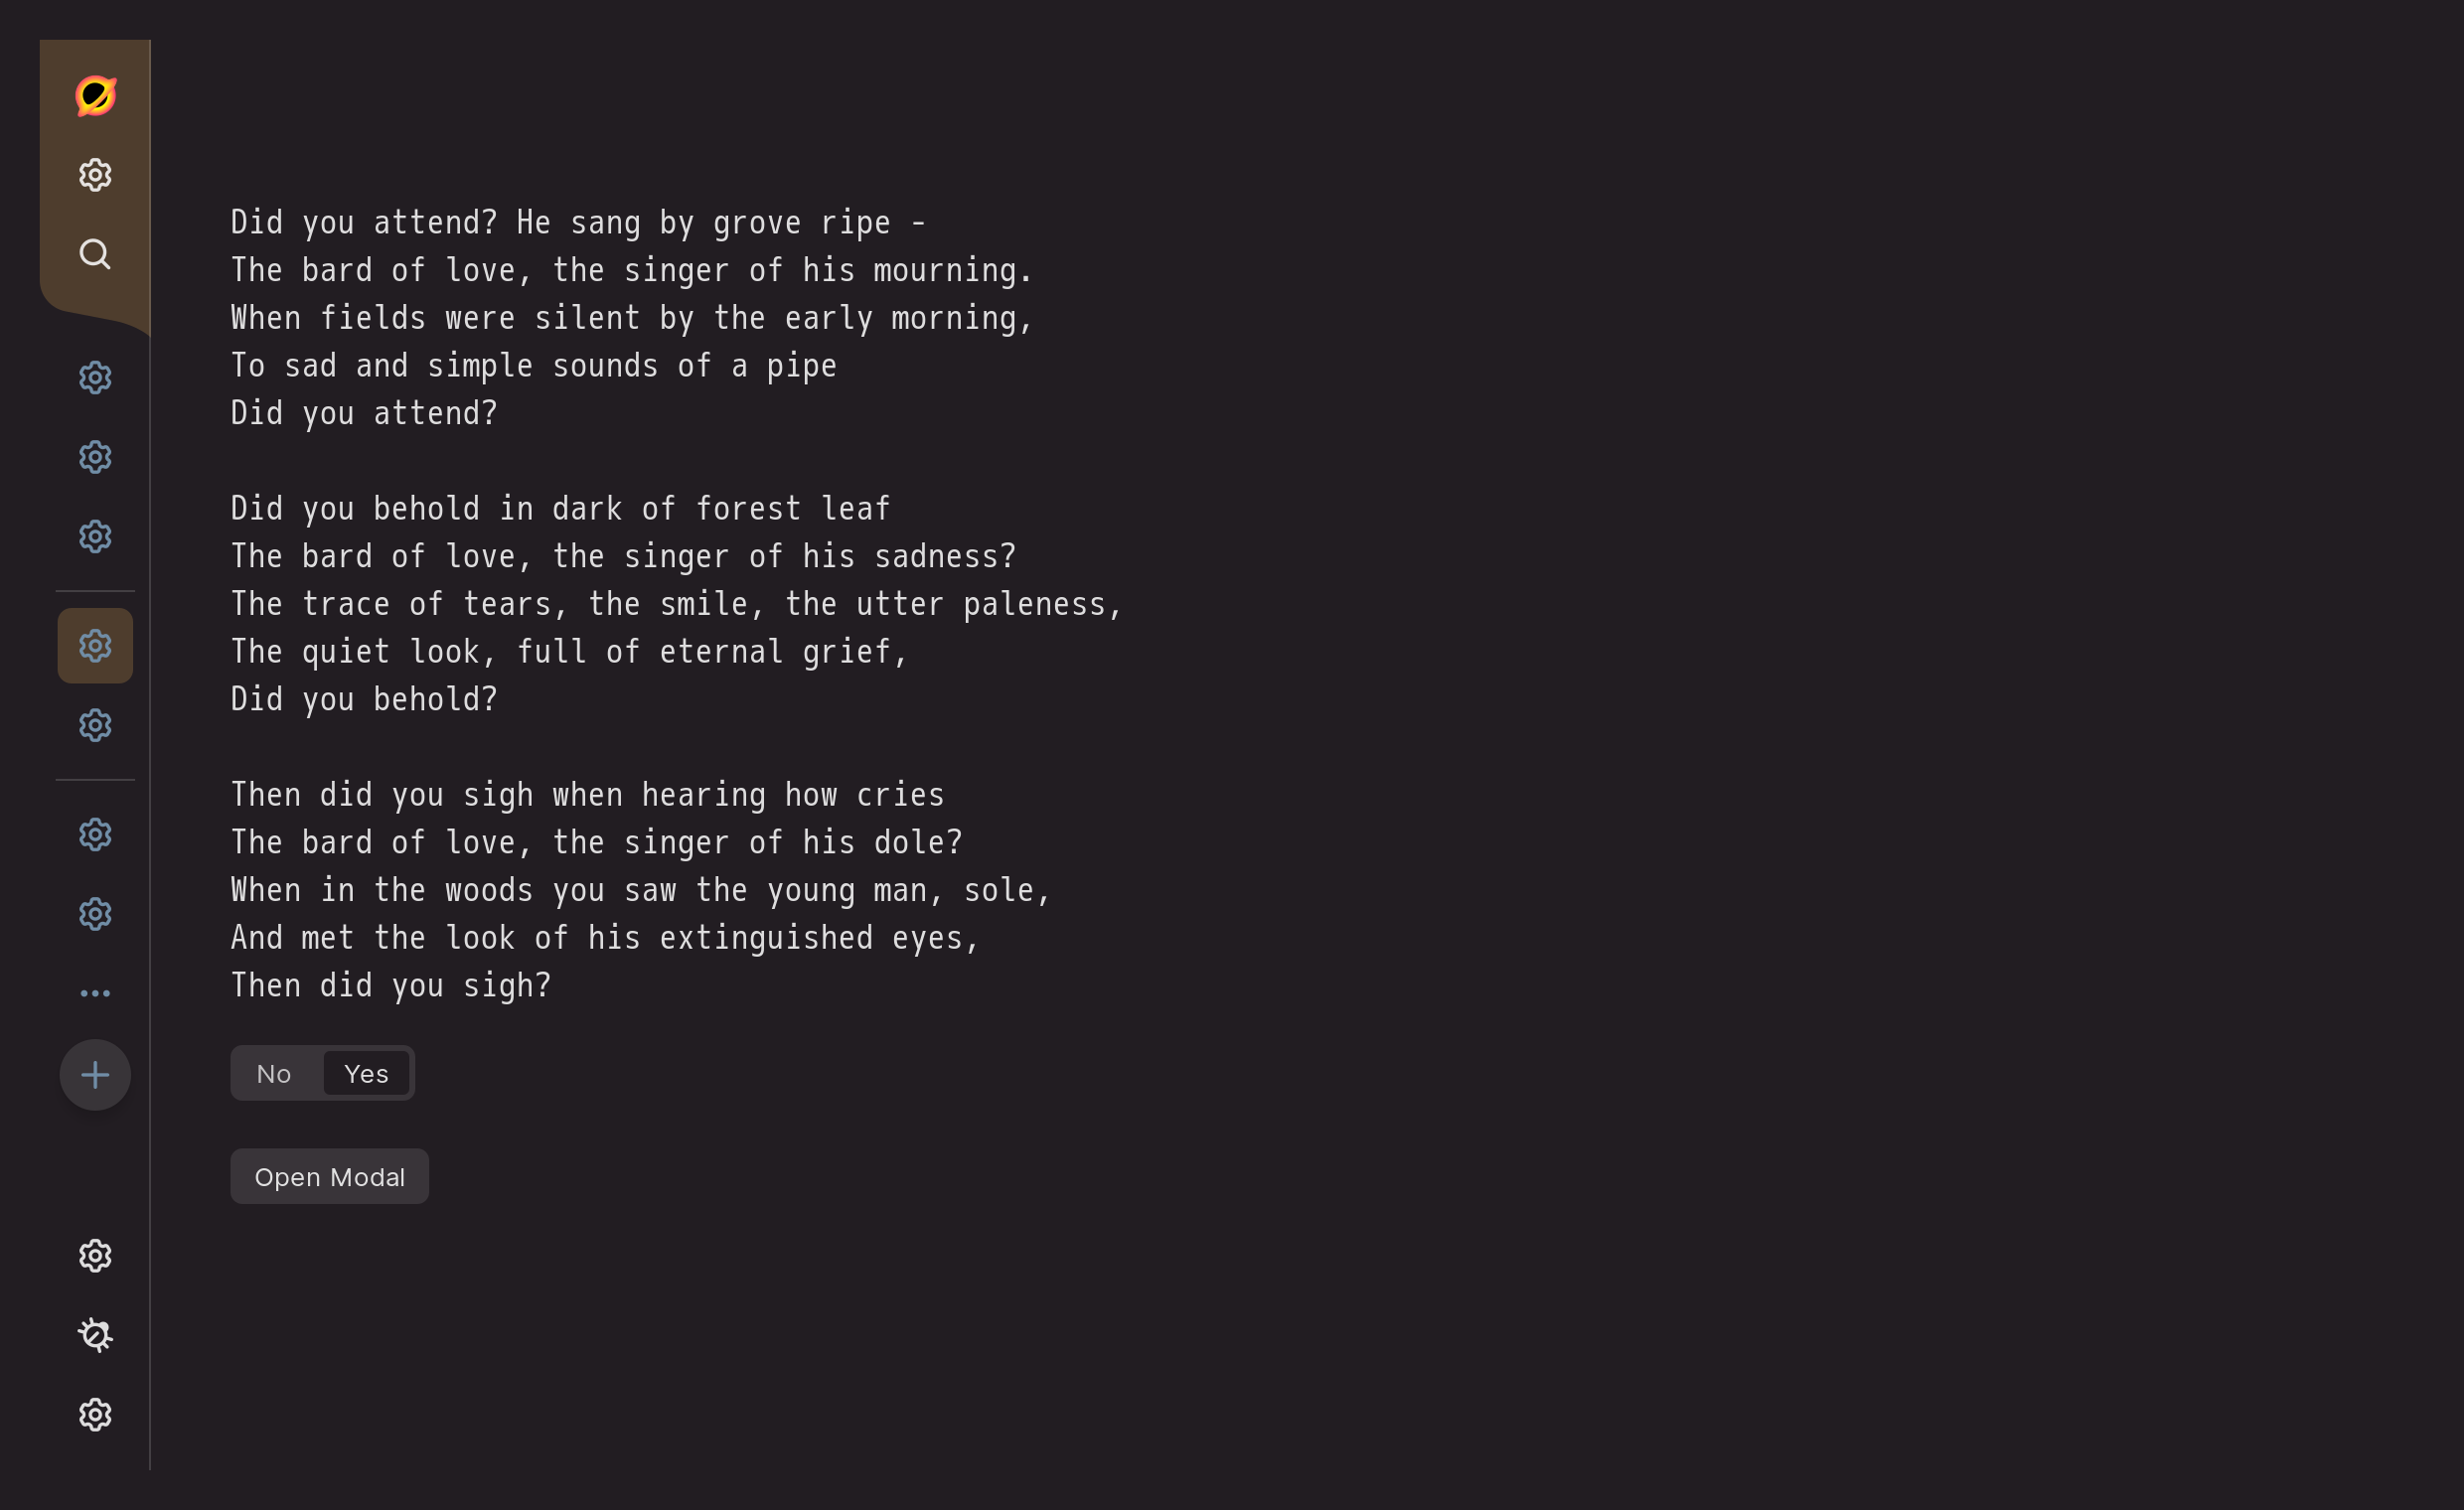 Did you attend? He sang by grove ripe -
The bard of love, the singer of his mourning.
When fields were silent by the early morning,
To sad and simple sounds of a pipe
Did you attend?

Did you behold in dark of forest leaf
The bard of love, the singer of his sadness?
The trace of tears, the smile, the utter paleness,
The quiet look, full of eternal grief,
Did you behold?

Then did you sigh when hearing how cries
The bard of love, the singer of his dole?
When in the woods you saw the young man, sole,
And met the look of his extinguished eyes,
Then did you sigh?
No Yes
Open Modal